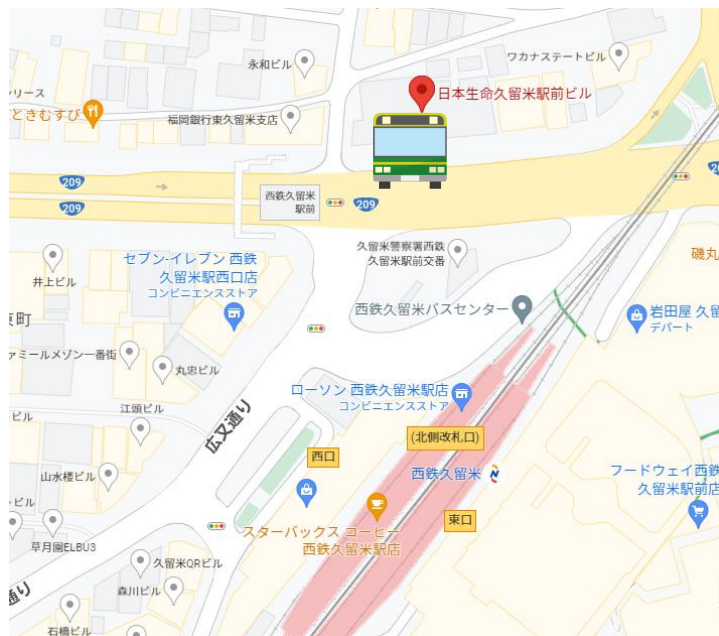 永和ビル
ワカナステートビル
リース
ときむすび
福岡銀行東久留米支店
日本生命久留米駅前ビル
209
209
西鉄久留米
駅前
209
久留米警察署西鉄
久留米駅前交番
磯丸
井上ビル
セブン-イレブン 西鉄
久留米駅西口店
コンビニエンスストア
西鉄久留米バスセンター
岩田屋 久留
デパート
町
ァミールメゾン一番街
丸忠ビル
ローソン 西鉄久留米駅店
コンビニエンスストア
江頭ビル
ビル
広又通り
(北側改札口)
西口
西鉄久留米
フードウェイ西鉄
久留米駅前店
山水楼ビル
トビル
東口
スターバックス コーヒー
西鉄久留米駅店
草月園ELBU3
久留米QRビル
森川ビル
通り
石橋ビル